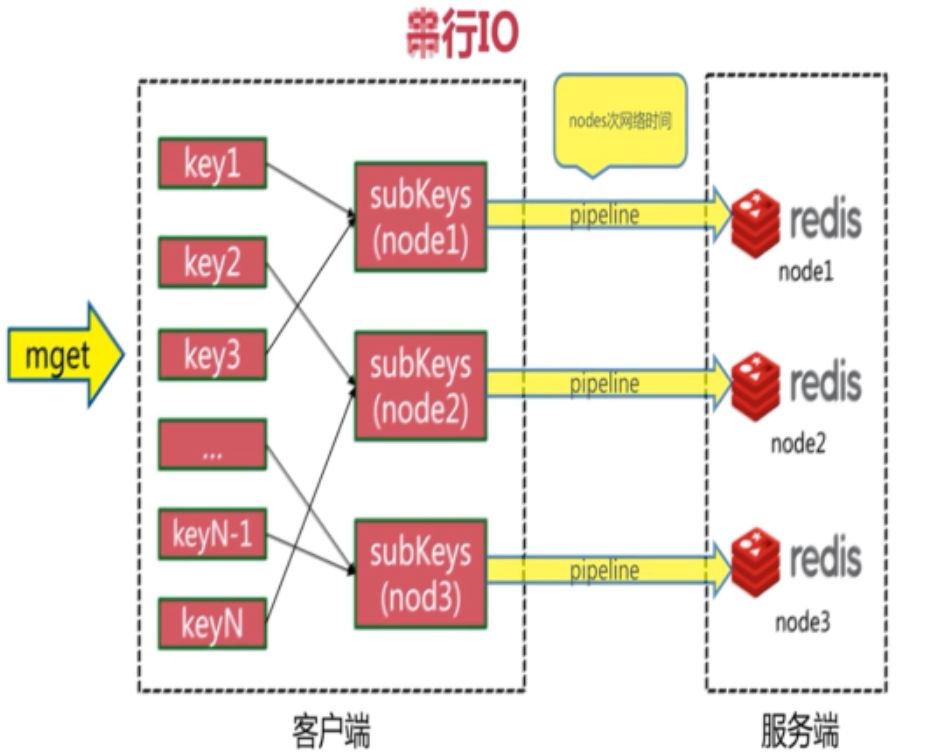 串行IO
nodes次网络时间
key1
key2
key3
...
keyN-1
keyN
mget
subKeys
(node1)
subKeys
(node2)
subKeys
(nod3)
pipeline
pipeline
pipeline
redis
node1
redis
node2
redis
node3
客户端
服务端